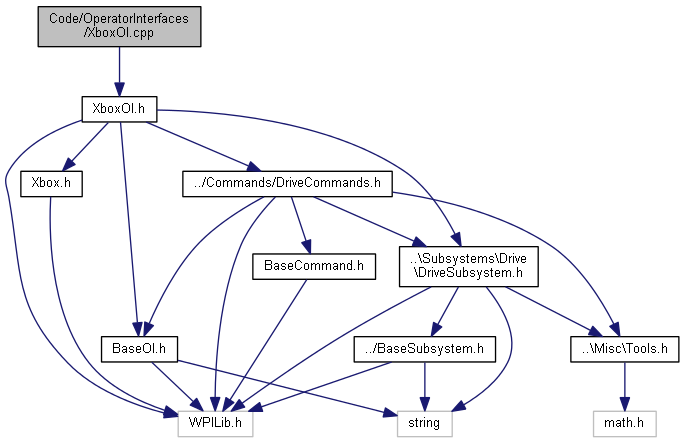 Code/OperatorInterfaces
/XboxOI.cpp
XboxOI.h
Xbox.h
../Commands/DriveCommands.h
BaseCommand.h
..\Subsystems\Drive
\DriveSubsystem.h
BaseOI.h
../BaseSubsystem.h
..\Misc\Tools.h
WPILib.h
string
math.h